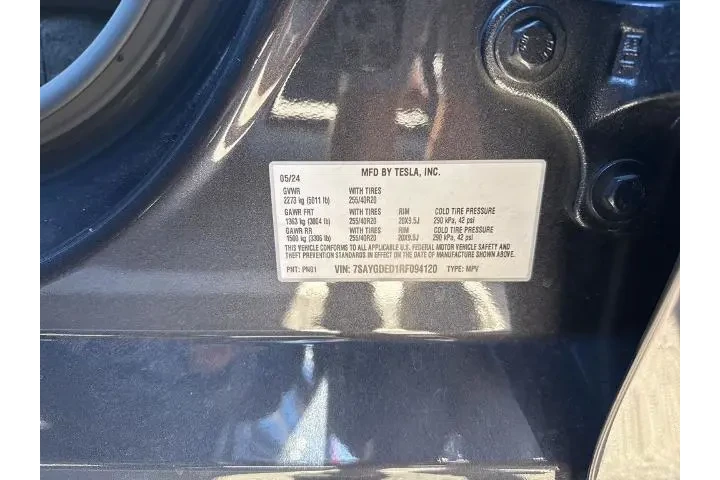 MFD BY TESLA, INC.
05/24
GVWR WITH TIRES
2273 kg (5011 lb) 255/40R20
GAWR FRT WITH TIRES RIM COLD TIRE PRESSURE
1363 kg (3004 lb) 255/40R20 20X9.5J 290 kPa, 42 psi
GAWR RR WITH TIRES RIM COLD TIRE PRESSURE
1500 kg (3306 lb) 255/40R20 20X9.5J 290 kPa, 42 psi
THIS VEHICLE CONFORMS TO ALL APPLICABLE U.S. FEDERAL MOTOR VEHICLE SAFETY AND
THEFT PREVENTION STANDARDS IN EFFECT ON THE DATE OF MANUFACTURE SHOWN ABOVE.
PNT: PN01 VIN: 7SAYGDED1RF094120 TYPE: MPV